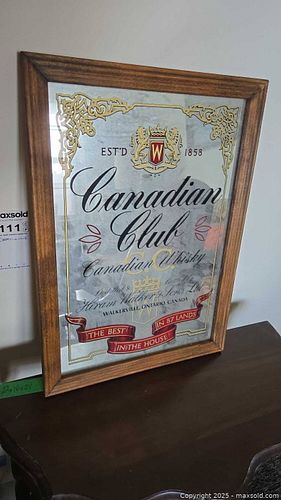 maxsold
111
EST'D W 1858
Canadian
Club
Canadian Whisky
Hiram Walker & Sons
WALKERVILLE, ONTARIO, CANADA
THE BEST IN 87 LANDS
IN THE HOUSE
Copyright © 2025 - maxsold.com